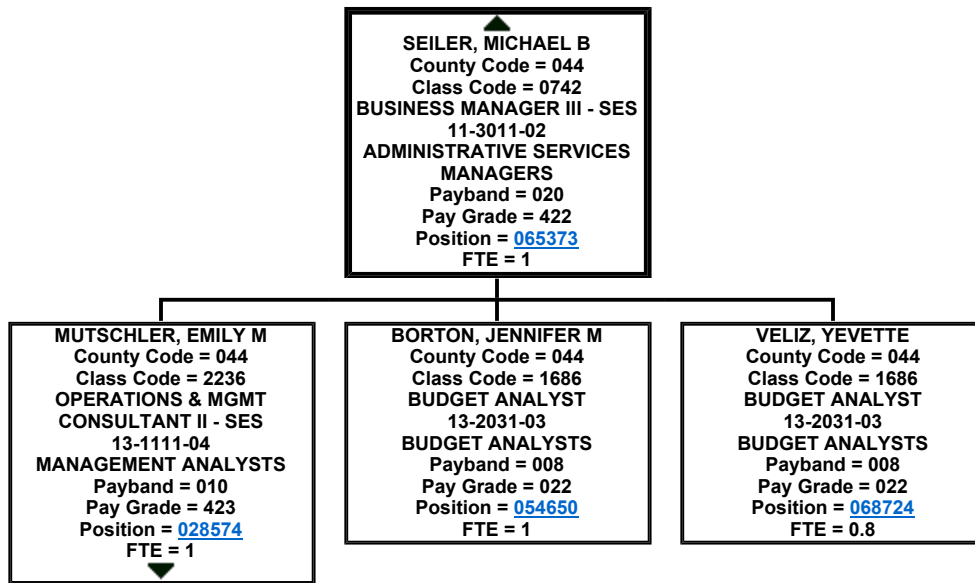 SEILER, MICHAEL B
County Code = 044
Class Code = 0742
BUSINESS MANAGER III - SES
11-3011-02
ADMINISTRATIVE SERVICES
MANAGERS
Payband = 020
Pay Grade = 422
Position = 065373
FTE = 1
MUTSCHLER, EMILY M
County Code = 044
Class Code = 2236
OPERATIONS & MGMT
CONSULTANT II - SES
13-1111-04
MANAGEMENT ANALYSTS
Payband = 010
Pay Grade = 423
Position = 028574
FTE = 1
BORTON, JENNIFER M
County Code = 044
Class Code = 1686
BUDGET ANALYST
13-2031-03
BUDGET ANALYSTS
Payband = 008
Pay Grade = 022
Position = 054650
FTE = 1
VELIZ, YEVETTE
County Code = 044
Class Code = 1686
BUDGET ANALYST
13-2031-03
BUDGET ANALYSTS
Payband = 008
Pay Grade = 022
Position = 068724
FTE = 0.8